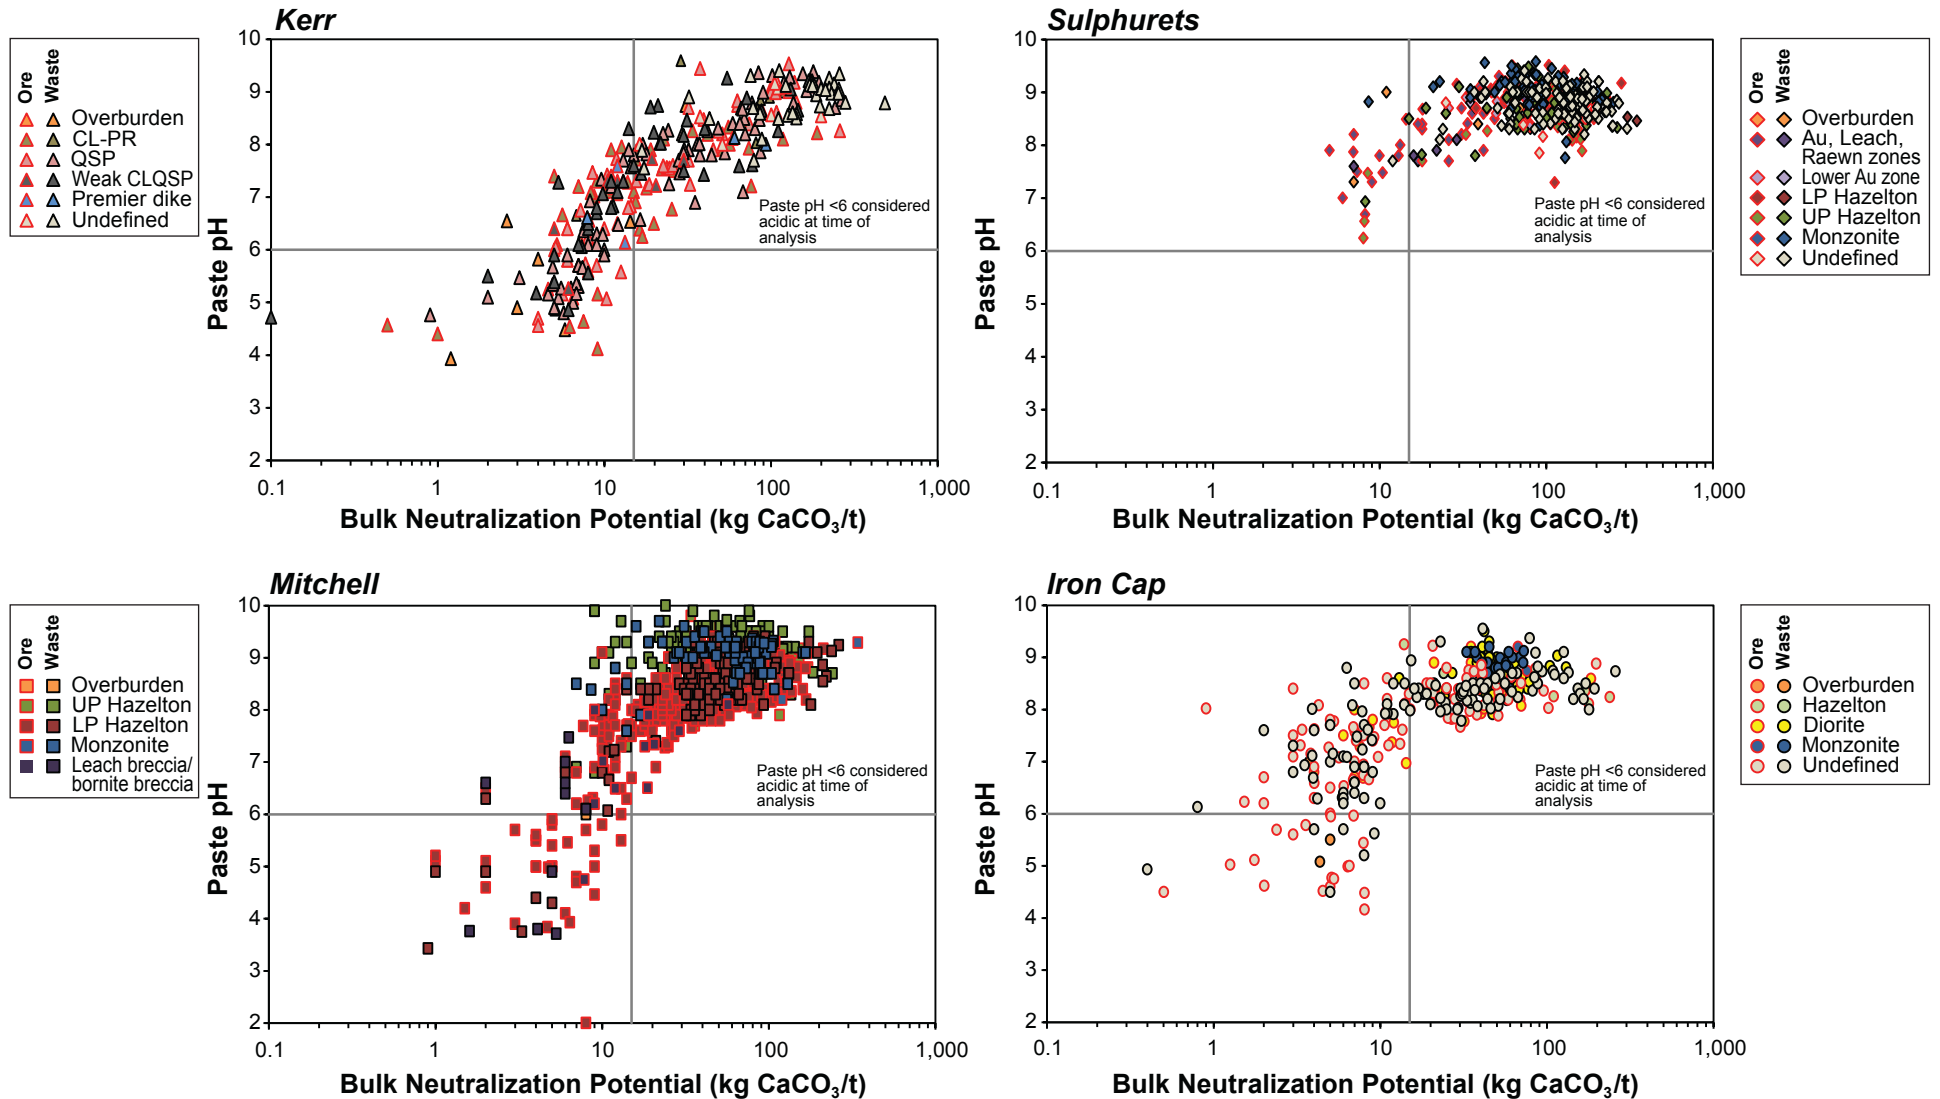 Kerr
Ore
Waste
Overburden
CL-PR
QSP
Weak CLQSP
Premier dike
Undefined
Paste pH
10
9
8
7
6
5
4
3
2
Paste pH <6 considered
acidic at time of
analysis
0.1
1
10
100
1,000
Bulk Neutralization Potential (kg CaCO₃/t)
Sulphurets
Paste pH
10
9
8
7
6
5
4
3
2
Paste pH <6 considered
acidic at time of
analysis
0.1
1
10
100
1,000
Bulk Neutralization Potential (kg CaCO₃/t)
Ore
Waste
Overburden
Au, Leach,
Raewn zones
Lower Au zone
LP Hazelton
UP Hazelton
Monzonite
Undefined
Mitchell
Ore
Waste
Overburden
UP Hazelton
LP Hazelton
Monzonite
Leach breccia/
bornite breccia
Paste pH
10
9
8
7
6
5
4
3
2
Paste pH <6 considered
acidic at time of
analysis
0.1
1
10
100
1,000
Bulk Neutralization Potential (kg CaCO₃/t)
Iron Cap
Paste pH
10
9
8
7
6
5
4
3
2
Paste pH <6 considered
acidic at time of
analysis
0.1
1
10
100
1,000
Bulk Neutralization Potential (kg CaCO₃/t)
Ore
Waste
Overburden
Hazelton
Diorite
Monzonite
Undefined